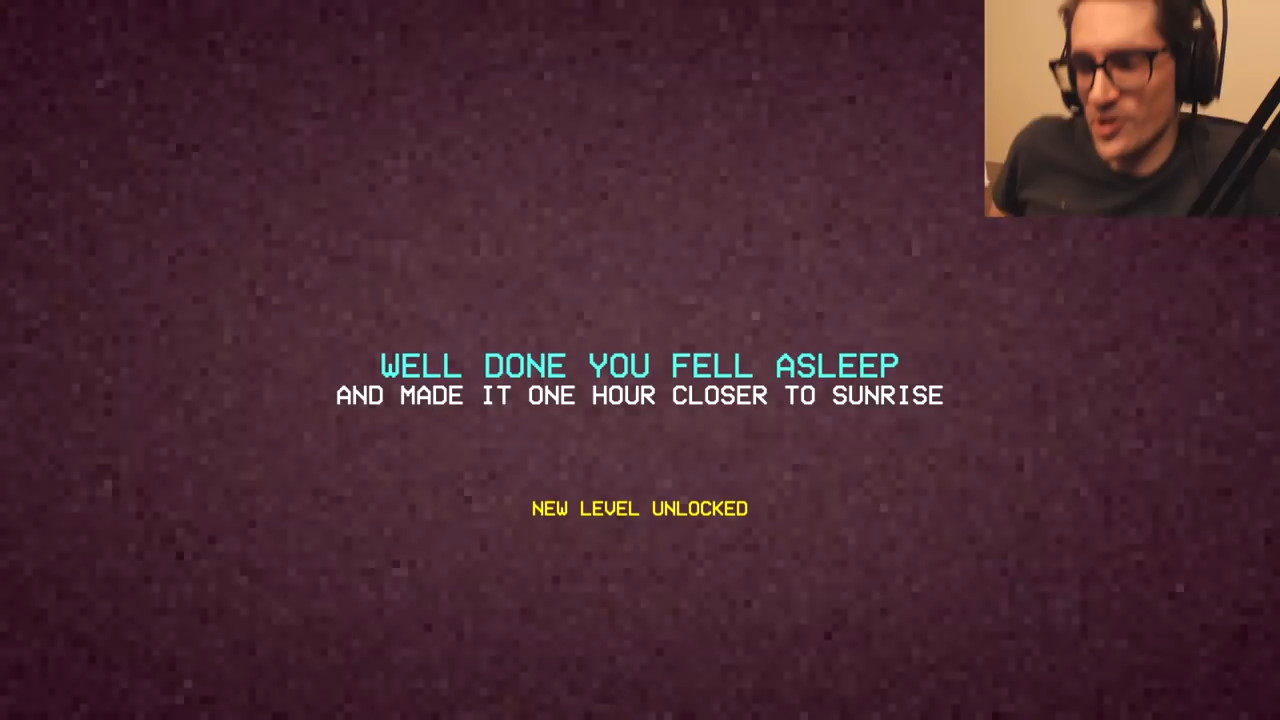 WELL DONE YOU FELL ASLEEP
AND MADE IT ONE HOUR CLOSER TO SUNRISE
NEW LEVEL UNLOCKED